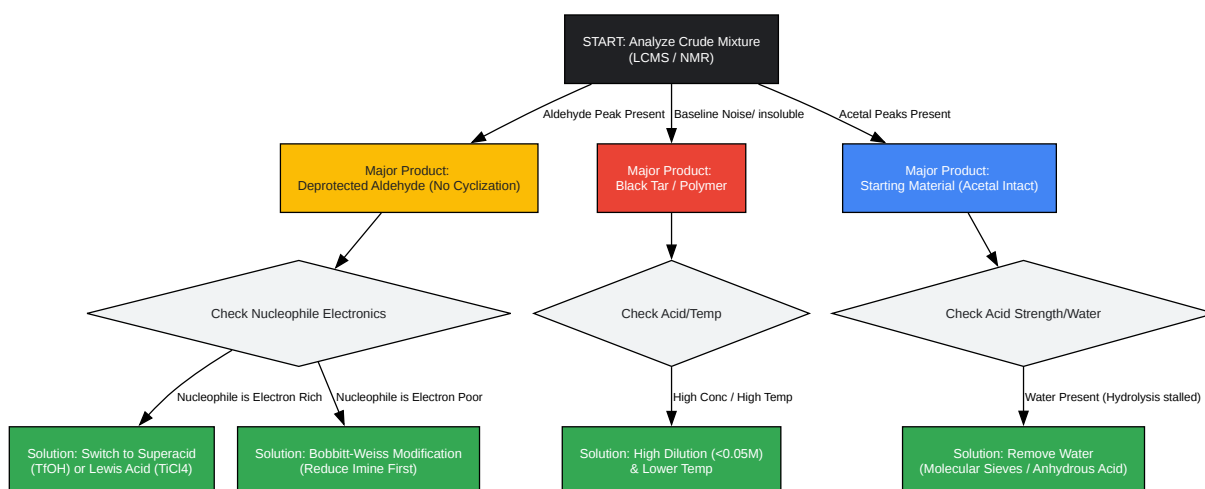 START: Analyze Crude Mixture
(LCMS / NMR)
Aldehyde Peak Present
Baseline Noise/ insoluble
Acetal Peaks Present
Major Product:
Deprotected Aldehyde (No Cyclization)
Major Product:
Black Tar / Polymer
Major Product:
Starting Material (Acetal Intact)
Check Nucleophile Electronics
Check Acid/Temp
Check Acid Strength/Water
Nucleophile is Electron Rich
Nucleophile is Electron Poor
High Conc / High Temp
Water Present (Hydrolysis stalled)
Solution: Switch to Superacid
(TfOH) or Lewis Acid (TiCl4)
Solution: Bobbitt-Weiss Modification
(Reduce Imine First)
Solution: High Dilution (<0.05M)
& Lower Temp
Solution: Remove Water
(Molecular Sieves / Anhydrous Acid)